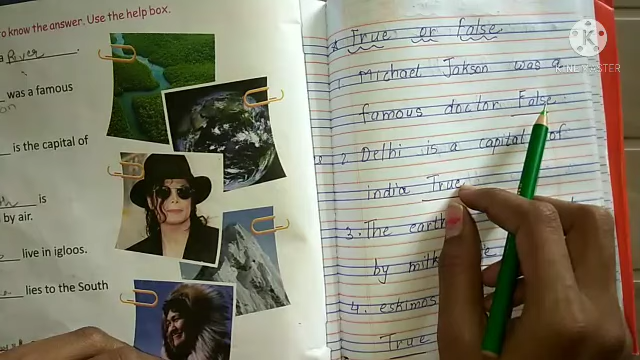 to know the answer. Use the help box.
a River.
was a famous
is the capital of
is
by air.
live in igloos.
lies to the South
True or False
1 Michael Jakson was a
famous doctor False.
2. Delhi is a capital of
india True.
3. The earth
by
4. eskimos
True
KINEMASTER